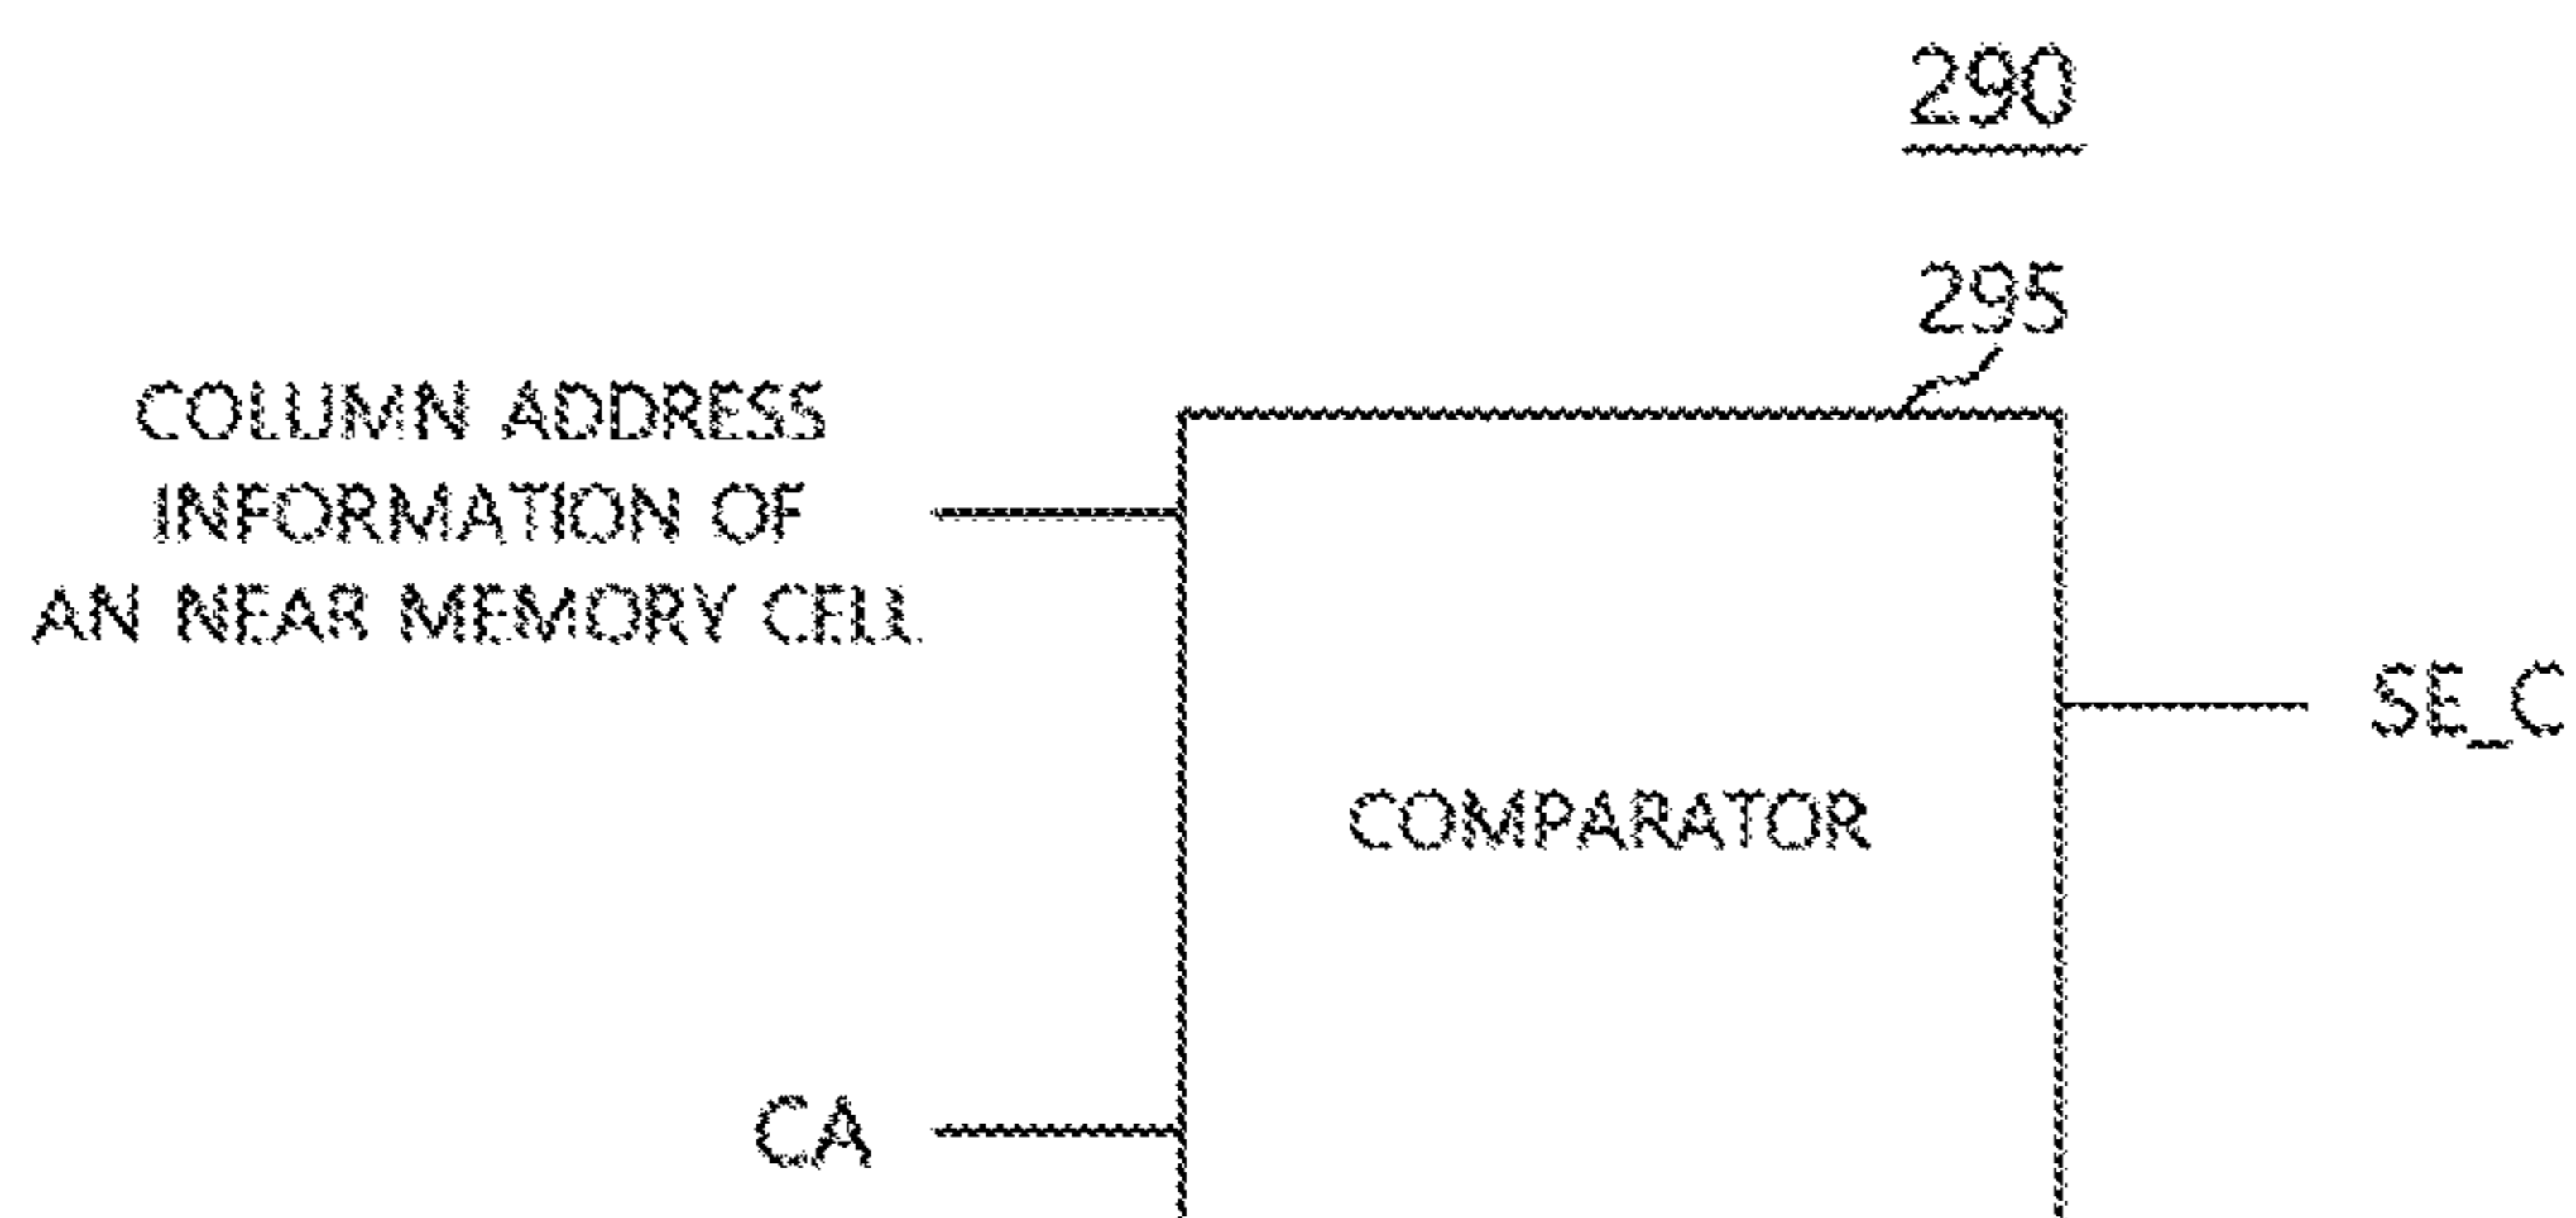 290
295
COLUMN ADDRESS
INFORMATION OF
AN NEAR MEMORY CELL
SE_C
COMPARATOR
CA